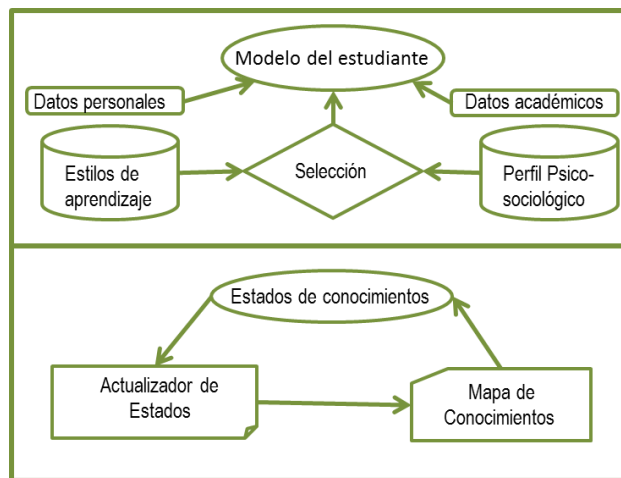 Modelo del estudiante
Datos personales
Datos académicos
Estilos de
aprendizaje
Selección
Perfil Psico-
sociológico
Estados de conocimientos
Actualizador de
Estados
Mapa de
Conocimientos